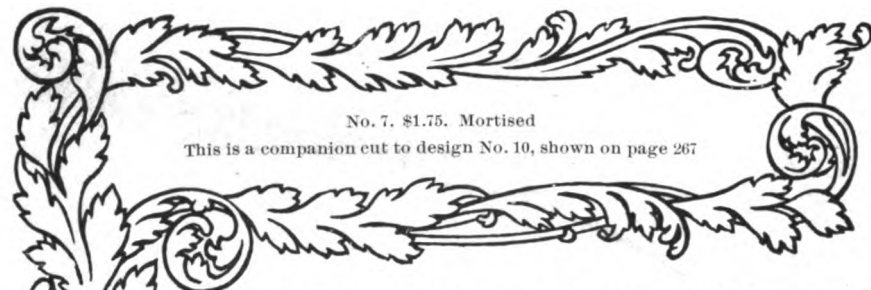 No. 7. $1.75. Mortised
This is a companion cut to design No. 10, shown on page 267